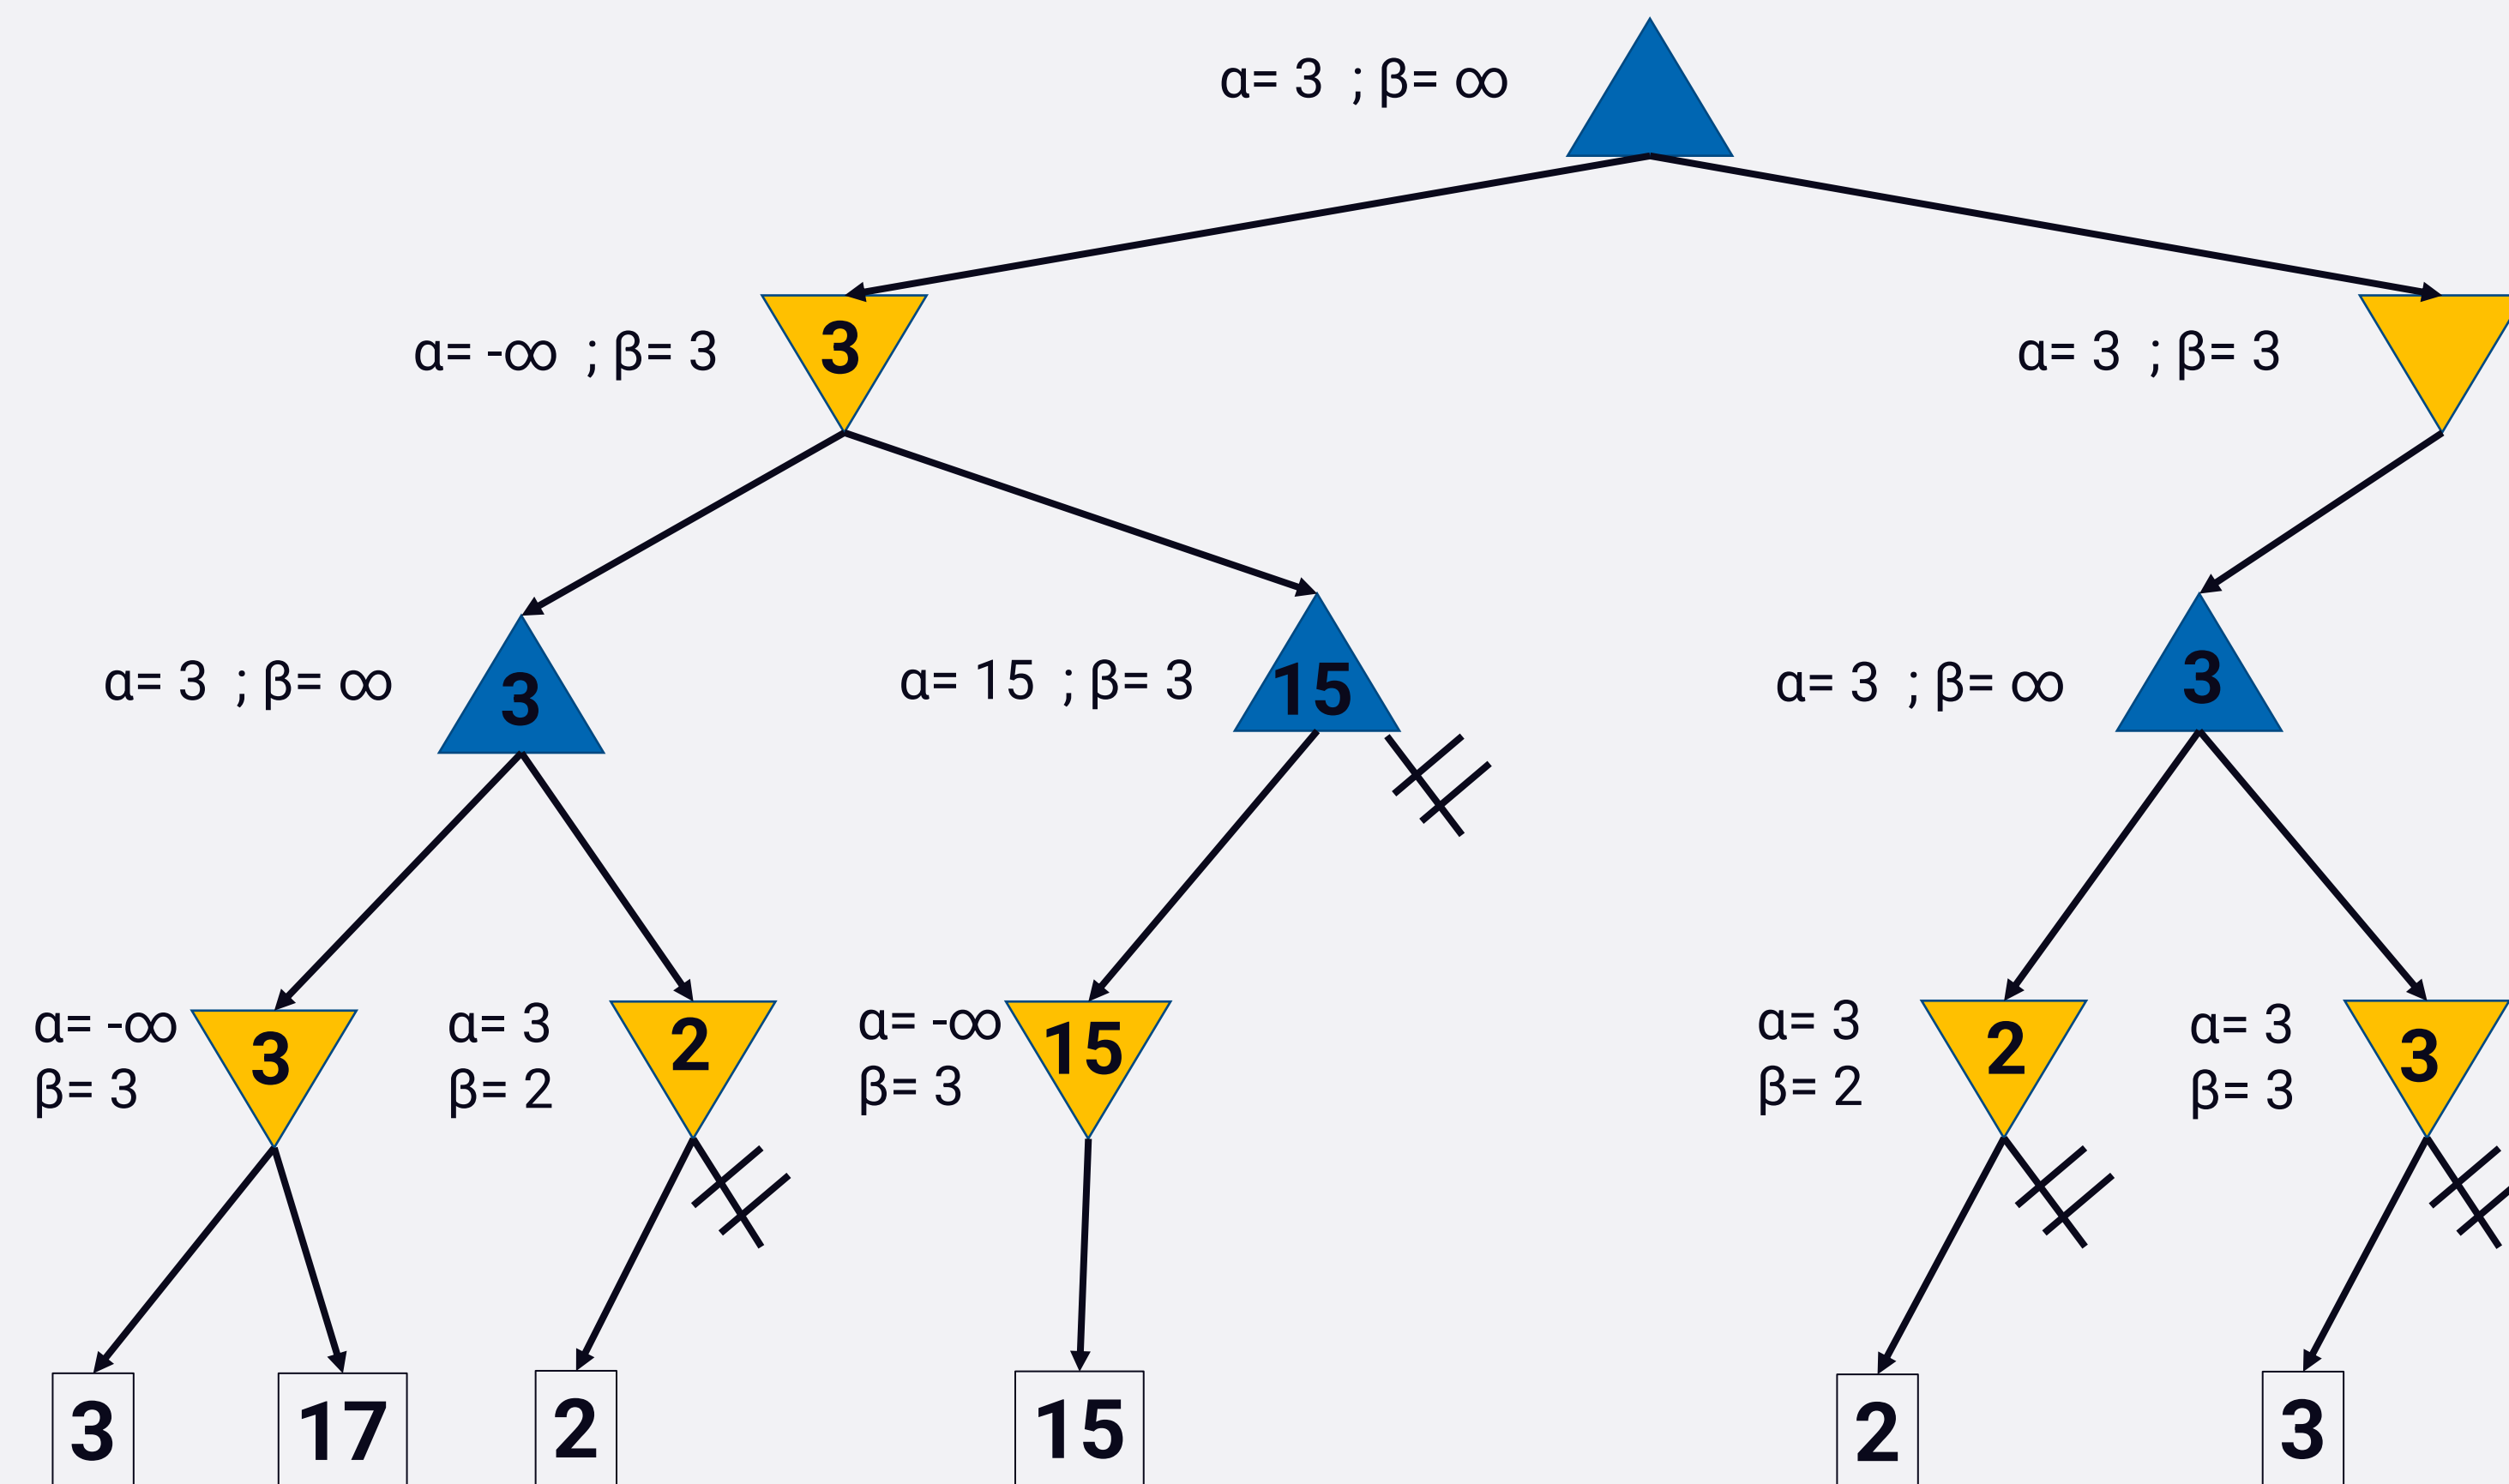 α= 3 ; β= ∞
3
α= -∞ ; β= 3
α= 3 ; β= 3
3
α= 3 ; β= ∞
15
α= 15 ; β= 3
3
α= 3 ; β= ∞
α= -∞
β= 3
3
α= 3
β= 2
2
α= -∞
β= 3
15
α= 3
β= 2
2
α= 3
β= 3
3
3
17
2
15
2
3